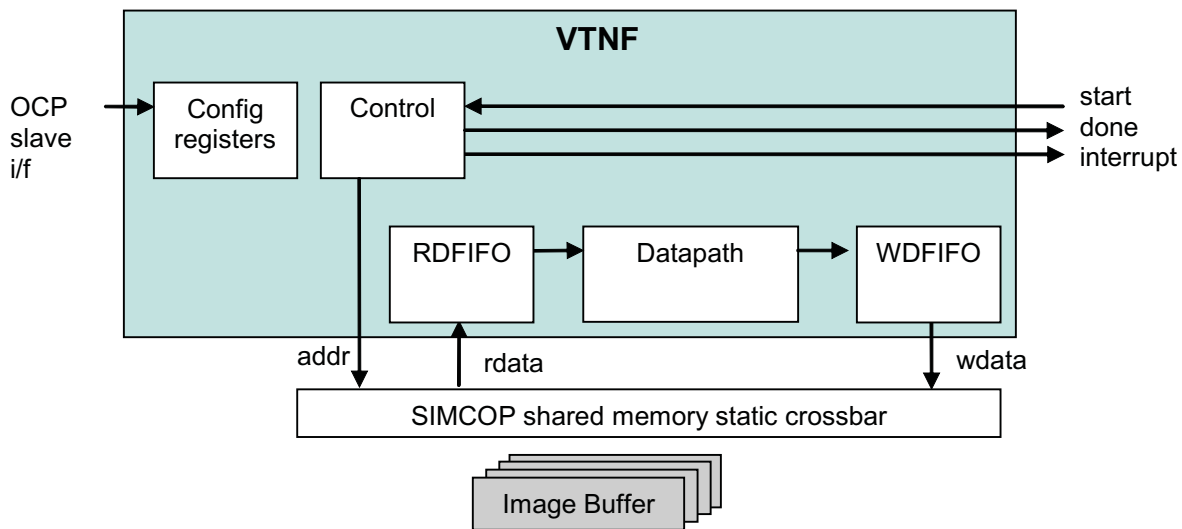 VTNF
OCP
slave
i/f
Config
registers
Control
start
done
interrupt
RDFIFO
Datapath
WDFIFO
addr
rdata
wdata
SIMCOP shared memory static crossbar
Image Buffer